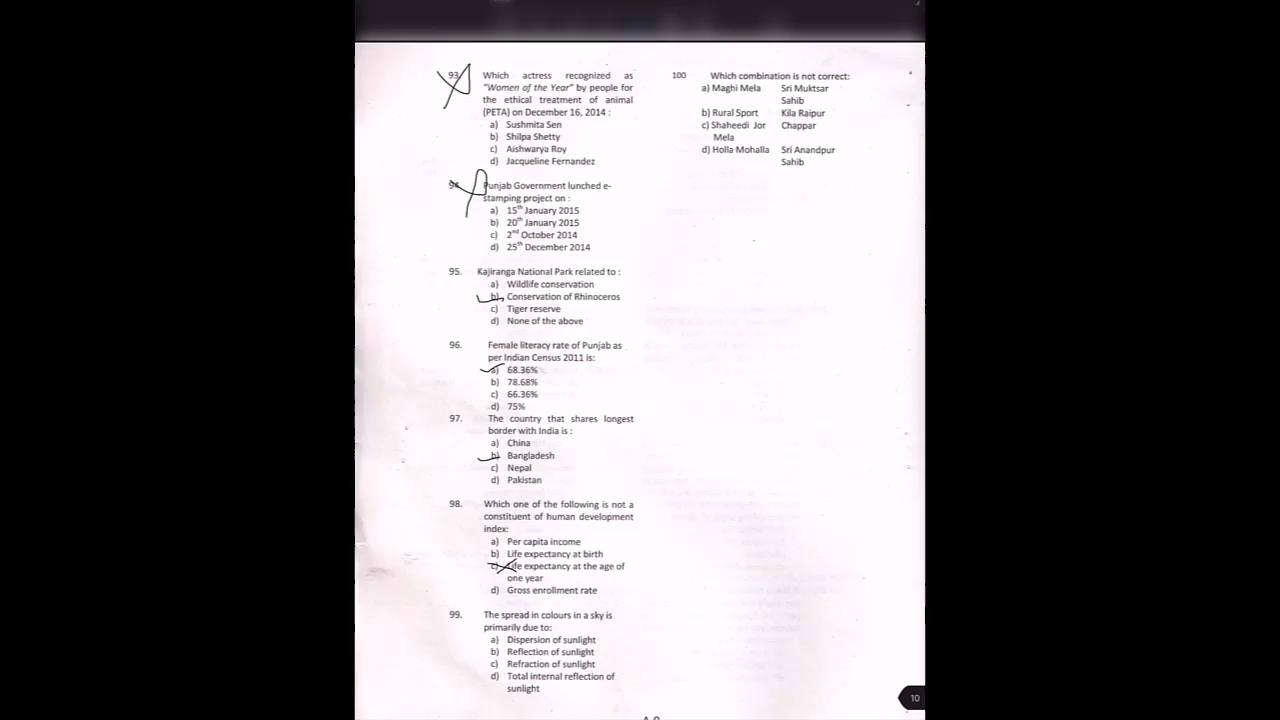 93. Which actress recognized as
"Women of the Year" by people for
the ethical treatment of animal
(PETA) on December 16, 2014 :
a) Sushmita Sen
b) Shilpa Shetty
c) Aishwarya Roy
d) Jacqueline Fernandez
94. Punjab Government lunched e-
stamping project on :
a) 15th January 2015
b) 20th January 2015
c) 2nd October 2014
d) 25th December 2014
95. Kajiranga National Park related to :
a) Wildlife conservation
b) Conservation of Rhinoceros
c) Tiger reserve
d) None of the above
96. Female literacy rate of Punjab as
per Indian Census 2011 is:
a) 68.36%
b) 78.68%
c) 66.36%
d) 75%
97. The country that shares longest
border with India is :
a) China
b) Bangladesh
c) Nepal
d) Pakistan
98. Which one of the following is not a
constituent of human development
index:
a) Per capita income
b) Life expectancy at birth
c) Life expectancy at the age of
one year
d) Gross enrollment rate
99. The spread in colours in a sky is
primarily due to:
a) Dispersion of sunlight
b) Reflection of sunlight
c) Refraction of sunlight
d) Total internal reflection of
sunlight
100 Which combination is not correct:
a) Maghi Mela Sri Muktsar
Sahib
b) Rural Sport Kila Raipur
c) Shaheedi Jor Chappar
Mela
d) Holla Mohalla Sri Anandpur
Sahib
10